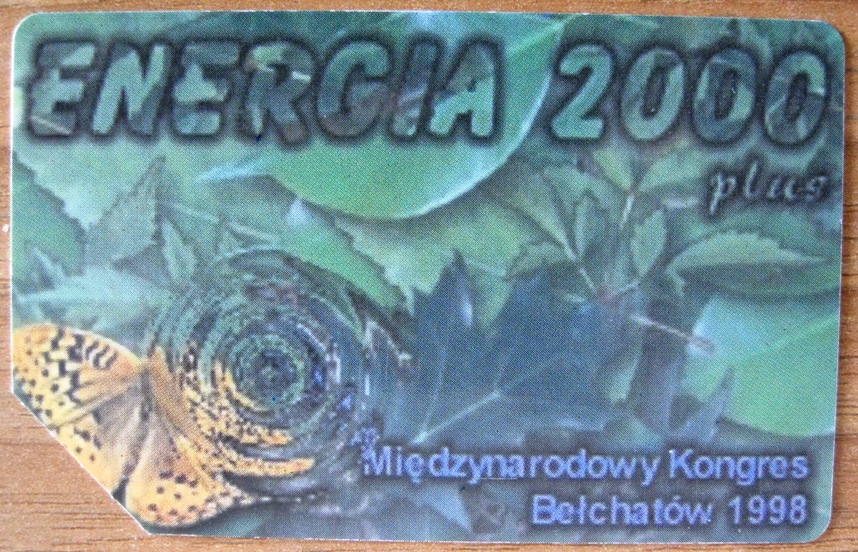 ENERGIA 2000
plus
Międzynarodowy Kongres
Bełchatów 1998